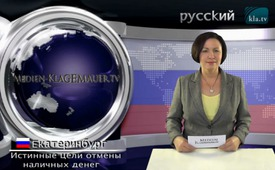 русский
kla.tv
MEDIEN-KLAGEMAUER.TV
Екатеринбург
Истинные цели отмены
наличных денег